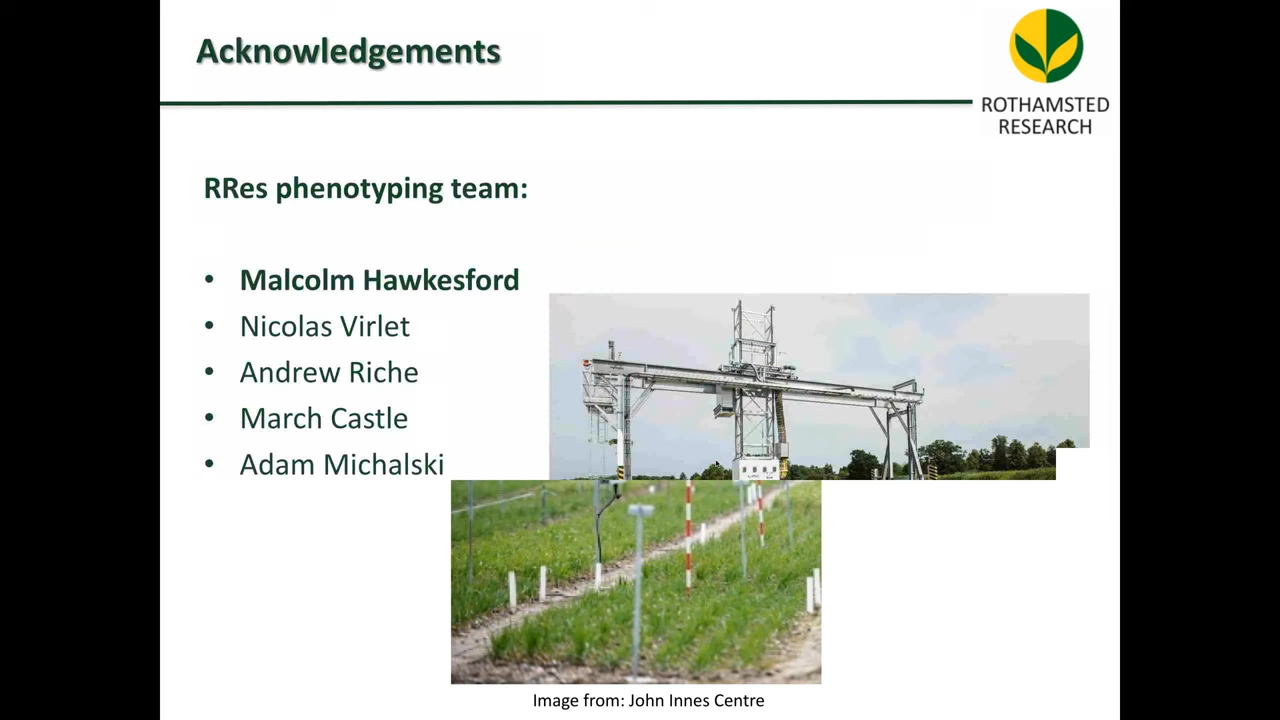 Acknowledgements
ROTHAMSTED
RESEARCH
RRes phenotyping team:
• Malcolm Hawkesford
• Nicolas Virlet
• Andrew Riche
• March Castle
• Adam Michalski
Image from: John Innes Centre